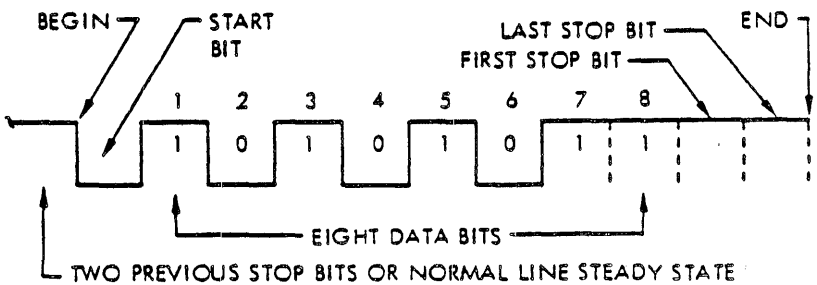 BEGIN START BIT LAST STOP BIT END
FIRST STOP BIT
1 2 3 4 5 6 7 8
1 0 1 0 1 0 1 1
EIGHT DATA BITS
TWO PREVIOUS STOP BITS OR NORMAL LINE STEADY STATE